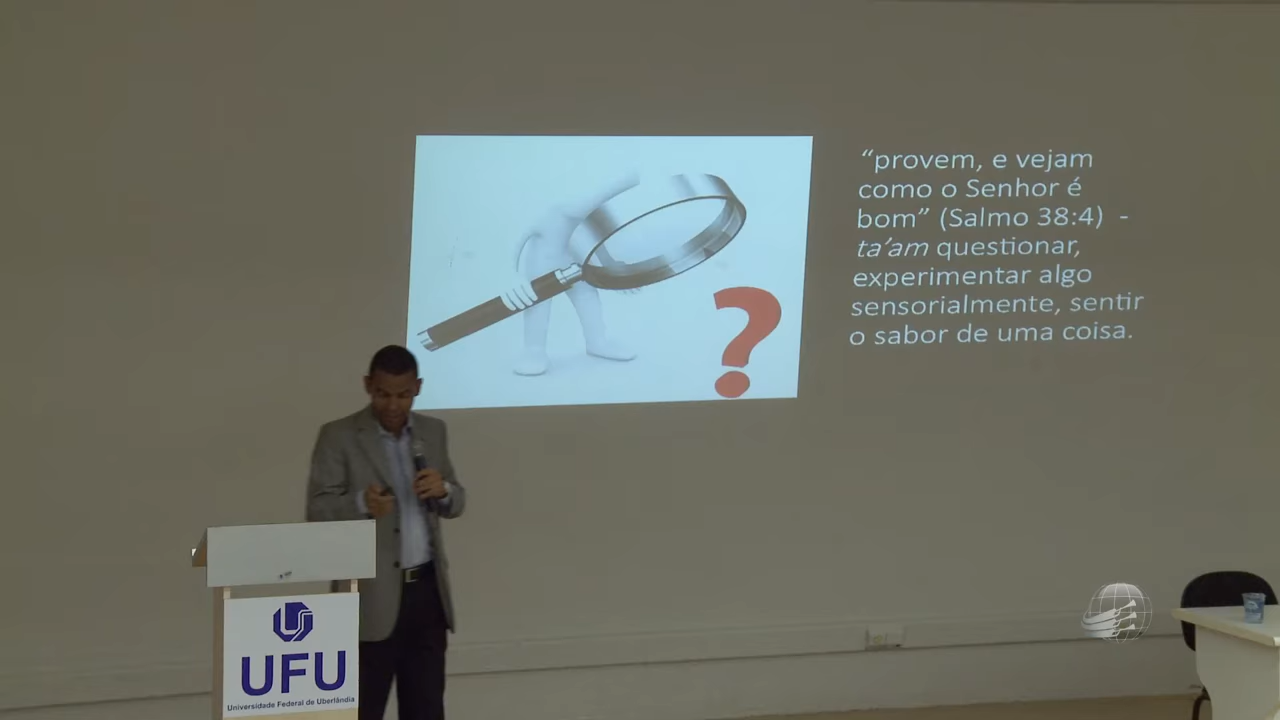 “provem, e vejam
como o Senhor é
bom” (Salmo 38:4) -
ta’am questionar,
experimentar algo
sensorialmente, sentir
o sabor de uma coisa.
?
UFU
Universidade Federal de Uberlândia